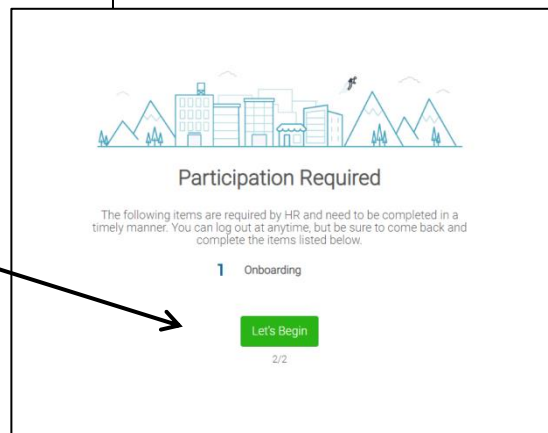 Participation Required
The following items are required by HR and need to be completed in a
timely manner. You can log out at anytime, but be sure to come back and
complete the items listed below.
1 Onboarding
Let's Begin
2/2